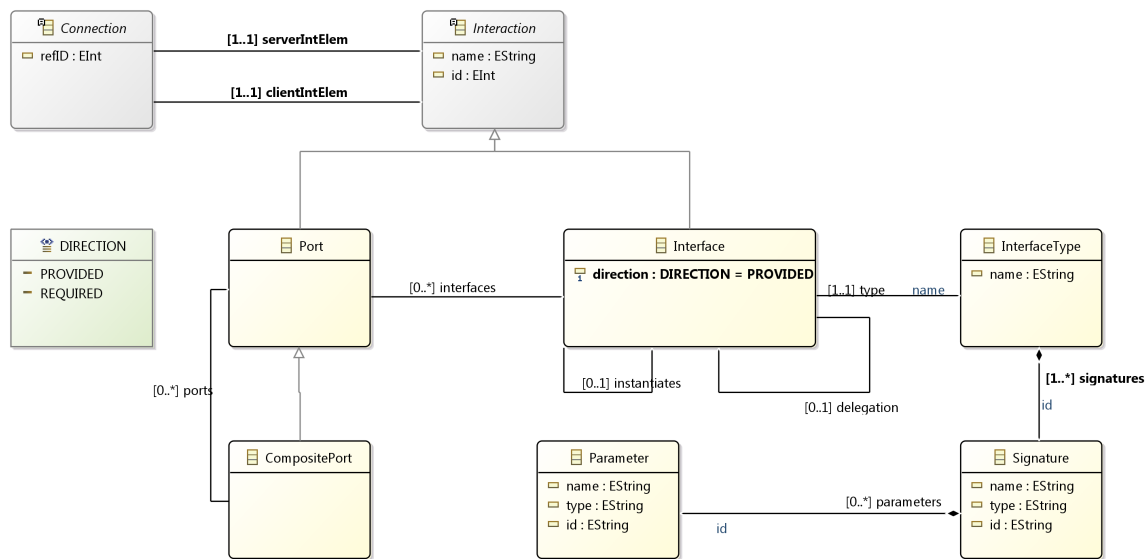 Connection
refID : EInt
[1..1] serverIntElem
[1..1] clientIntElem
Interaction
name : EString
id : EInt
DIRECTION
PROVIDED
REQUIRED
Port
[0..*] interfaces
Interface
1
direction : DIRECTION = PROVIDED
[1..1] type
name
InterfaceType
name : EString
[0..*] ports
[0..1] instantiates
[0..1] delegation
[1..*] signatures
id
CompositePort
Parameter
name : EString
type : EString
id : EString
[0..*] parameters
id
Signature
name : EString
type : EString
id : EString